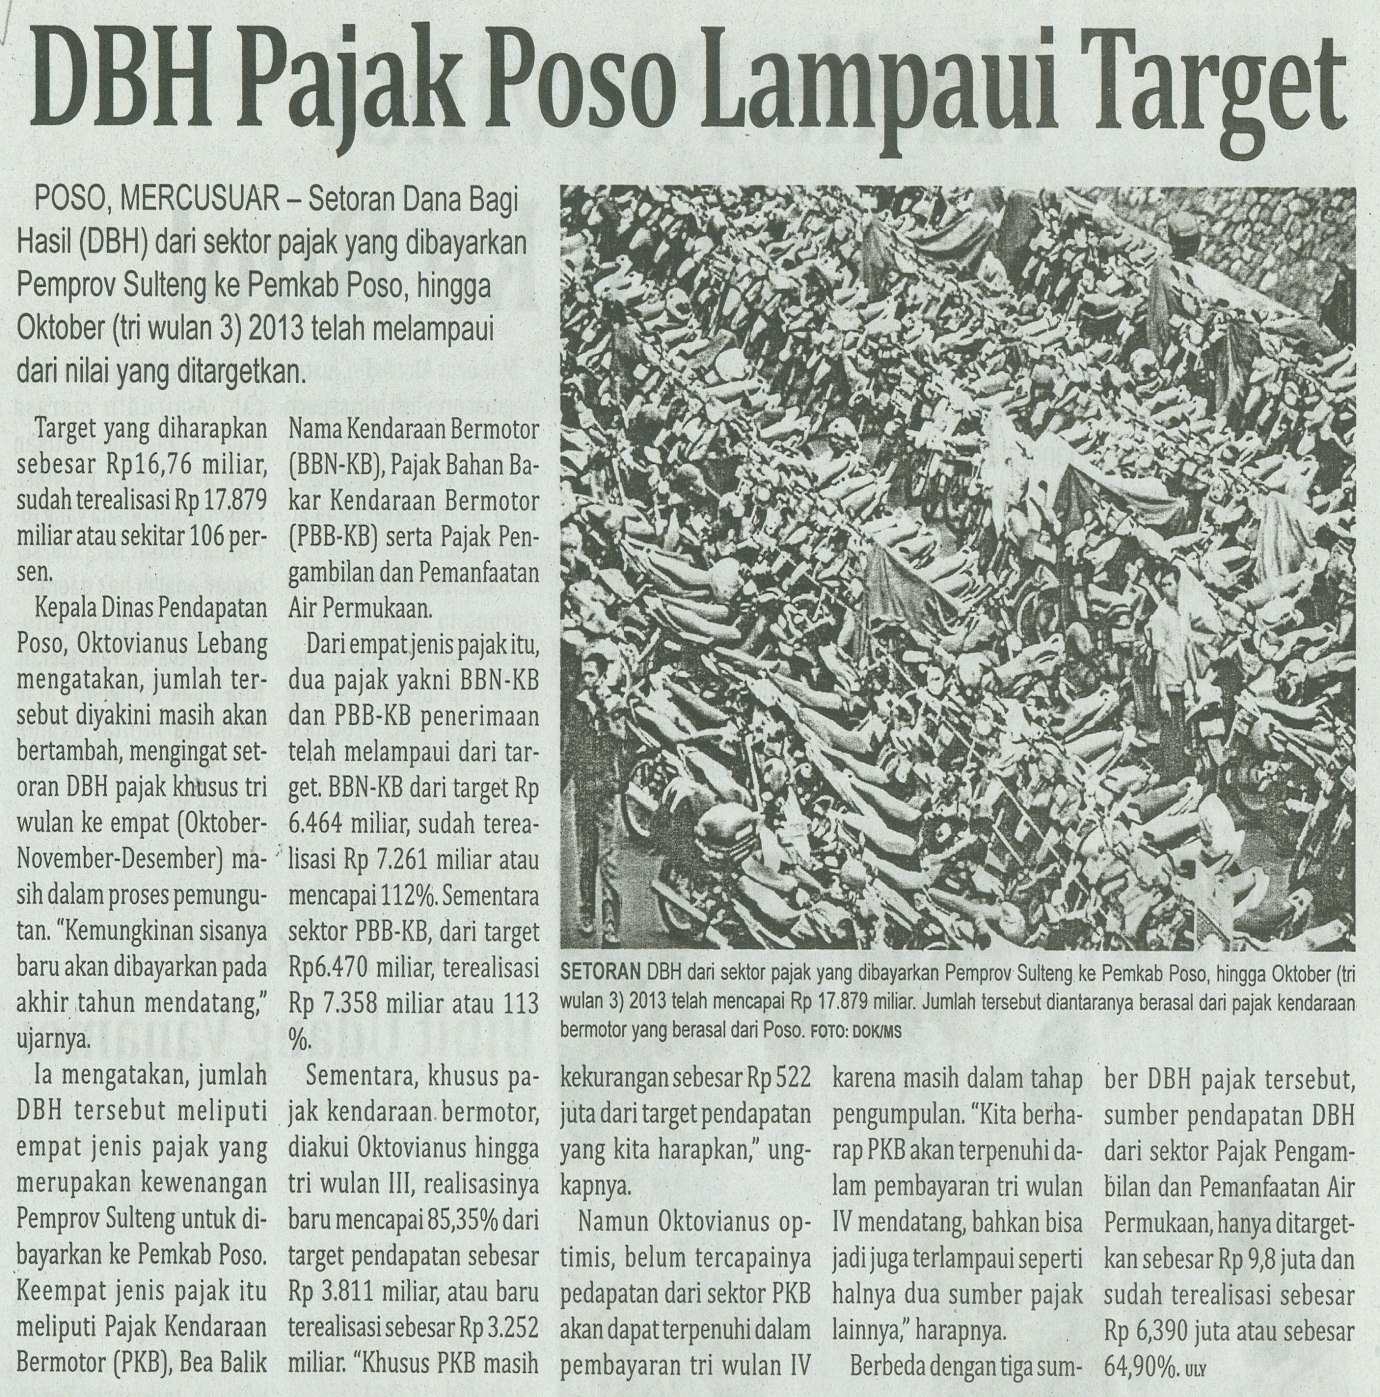 DBH Pajak Poso Lampaui Target
POSO, MERCUSUAR – Setoran Dana Bagi
Hasil (DBH) dari sektor pajak yang dibayarkan
Pemprov Sulteng ke Pemkab Poso, hingga
Oktober (tri wulan 3) 2013 telah melampaui
dari nilai yang ditargetkan.
Target yang diharapkan
sebesar Rp16,76 miliar,
sudah terealisasi Rp 17.879
miliar atau sekitar 106 per-
sen.
Kepala Dinas Pendapatan
Poso, Oktovianus Lebang
mengatakan, jumlah ter-
sebut diyakini masih akan
bertambah, mengingat set-
oran DBH pajak khusus tri
wulan ke empat (Oktober-
November-Desember) ma-
sih dalam proses pemungu-
tan. “Kemungkinan sisanya
baru akan dibayarkan pada
akhir tahun mendatang,”
ujarnya.
Ia mengatakan, jumlah
DBH tersebut meliputi
empat jenis pajak yang
merupakan kewenangan
Pemprov Sulteng untuk di-
bayarkan ke Pemkab Poso.
Keempat jenis pajak itu
meliputi Pajak Kendaraan
Bermotor (PKB), Bea Balik
Nama Kendaraan Bermotor
(BBN-KB), Pajak Bahan Ba-
kar Kendaraan Bermotor
(PBB-KB) serta Pajak Pen-
gambilan dan Pemanfaatan
Air Permukaan.
Dari empat jenis pajak itu,
dua pajak yakni BBN-KB
dan PBB-KB penerimaan
telah melampaui dari tar-
get. BBN-KB dari target Rp
6.464 miliar, sudah terea-
lisasi Rp 7.261 miliar atau
mencapai 112%. Sementara
sektor PBB-KB, dari target
Rp6.470 miliar, terealisasi
Rp 7.358 miliar atau 113
%.
Sementara, khusus pa-
jak kendaraan bermotor,
diakui Oktovianus hingga
tri wulan III, realisasinya
baru mencapai 85,35% dari
target pendapatan sebesar
Rp 3.811 miliar, atau baru
terealisasi sebesar Rp 3.252
miliar. “Khusus PKB masih
SETORAN DBH dari sektor pajak yang dibayarkan Pemprov Sulteng ke Pemkab Poso, hingga Oktober (tri
wulan 3) 2013 telah mencapai Rp 17.879 miliar. Jumlah tersebut diantaranya berasal dari pajak kendaraan
bermotor yang berasal dari Poso. FOTO: DOK/MS
kekurangan sebesar Rp 522
juta dari target pendapatan
yang kita harapkan,” ung-
kapnya.
Namun Oktovianus op-
timis, belum tercapainya
pedapatan dari sektor PKB
akan dapat terpenuhi dalam
pembayaran tri wulan IV
karena masih dalam tahap
pengumpulan. “Kita berha-
rap PKB akan terpenuhi da-
lam pembayaran tri wulan
IV mendatang, bahkan bisa
jadi juga terlampaui seperti
halnya dua sumber pajak
lainnya,” harapnya.
Berbeda dengan tiga sum-
ber DBH pajak tersebut,
sumber pendapatan DBH
dari sektor Pajak Pengam-
bilan dan Pemanfaatan Air
Permukaan, hanya ditarget-
kan sebesar Rp 9,8 juta dan
sudah terealisasi sebesar
Rp 6,390 juta atau sebesar
64,90%. ULY